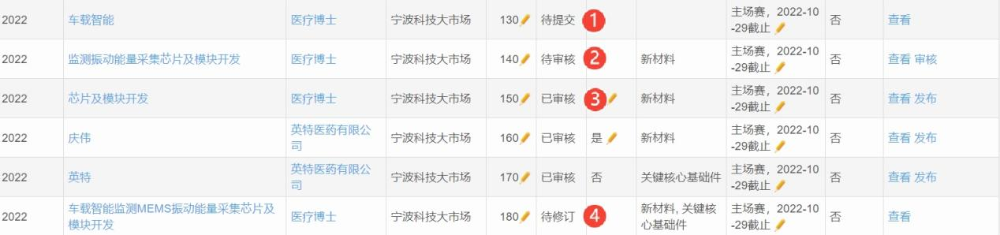 2022 车载智能 医疗博士 宁波科技大市场 130 待提交 1 主场赛，2022-10 否 查看
-29截止
2022 监测振动能量采集芯片及模块开发 医疗博士 宁波科技大市场 140 待审核 2 新材料 主场赛，2022-10 否 查看 审核
-29截止
2022 芯片及模块开发 医疗博士 宁波科技大市场 150 已审核 3 新材料 主场赛，2022-10 否 查看 发布
-29截止
2022 庆伟 英特医药有限公 宁波科技大市场 160 已审核 是 新材料 主场赛，2022-10 否 查看 发布
司 -29截止
2022 英特 英特医药有限公 宁波科技大市场 170 已审核 否 关键核心基础件 主场赛，2022-10 否 查看 发布
司 -29截止
2022 车载智能监测MEMS振动能量采集芯片及 医疗博士 宁波科技大市场 180 待修订 4 新材料, 关键核 主场赛，2022-10 否 查看
模块开发 心基础件 -29截止